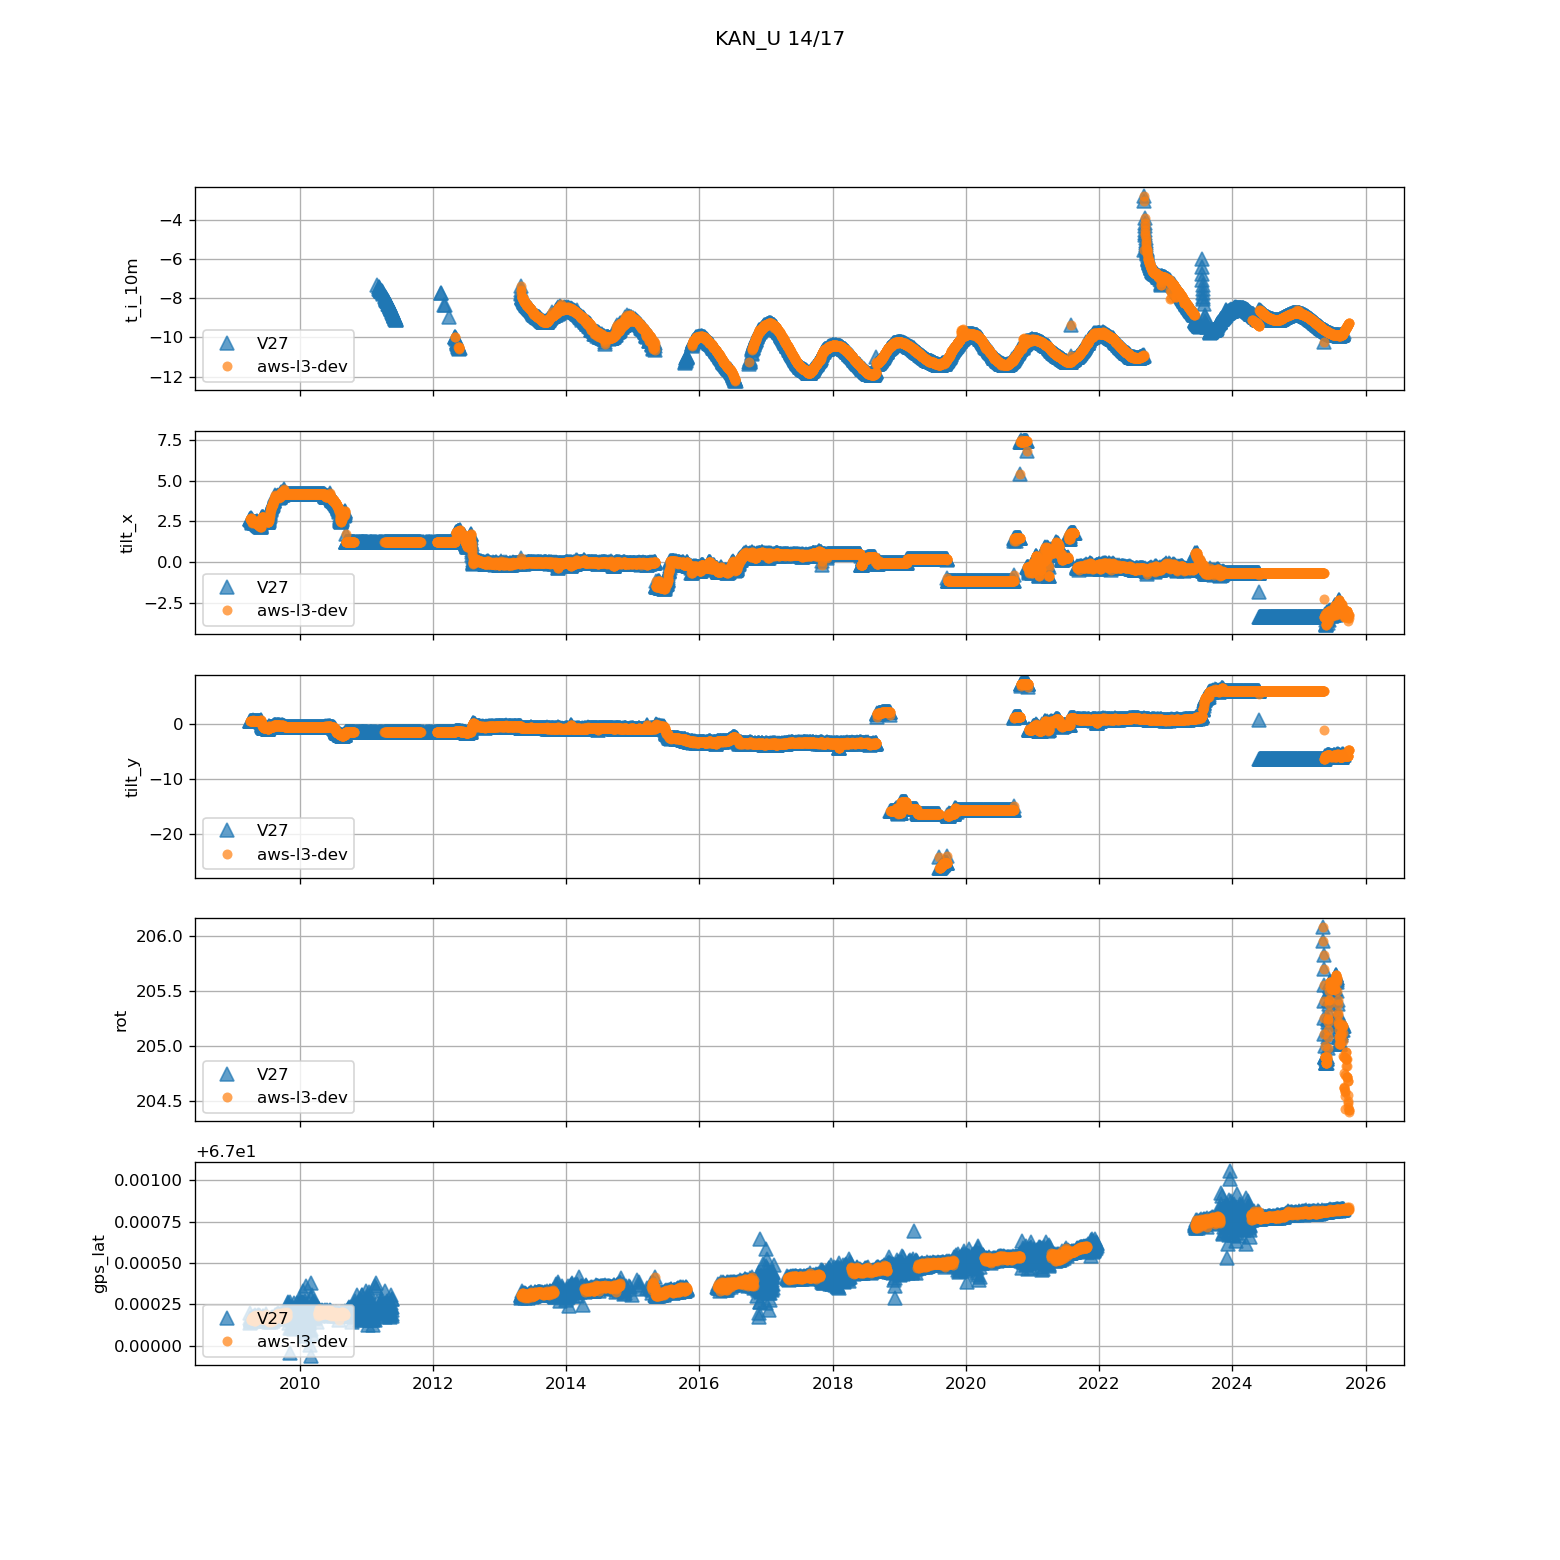 KAN_U 14/17
t_i_10m
−4
−6
−8
−10
−12
V27
aws-l3-dev
tilt_x
7.5
5.0
2.5
0.0
−2.5
V27
aws-l3-dev
tilt_y
0
−10
−20
V27
aws-l3-dev
rot
206.0
205.5
205.0
204.5
V27
aws-l3-dev
+6.7e1
gps_lat
0.00100
0.00075
0.00050
0.00025
0.00000
V27
aws-l3-dev
2010 2012 2014 2016 2018 2020 2022 2024 2026